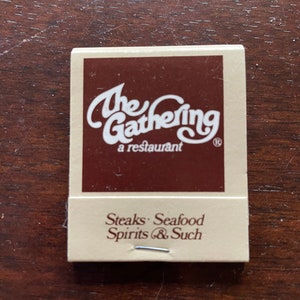 The
Gathering®
a restaurant
Steaks · Seafood
Spirits & Such